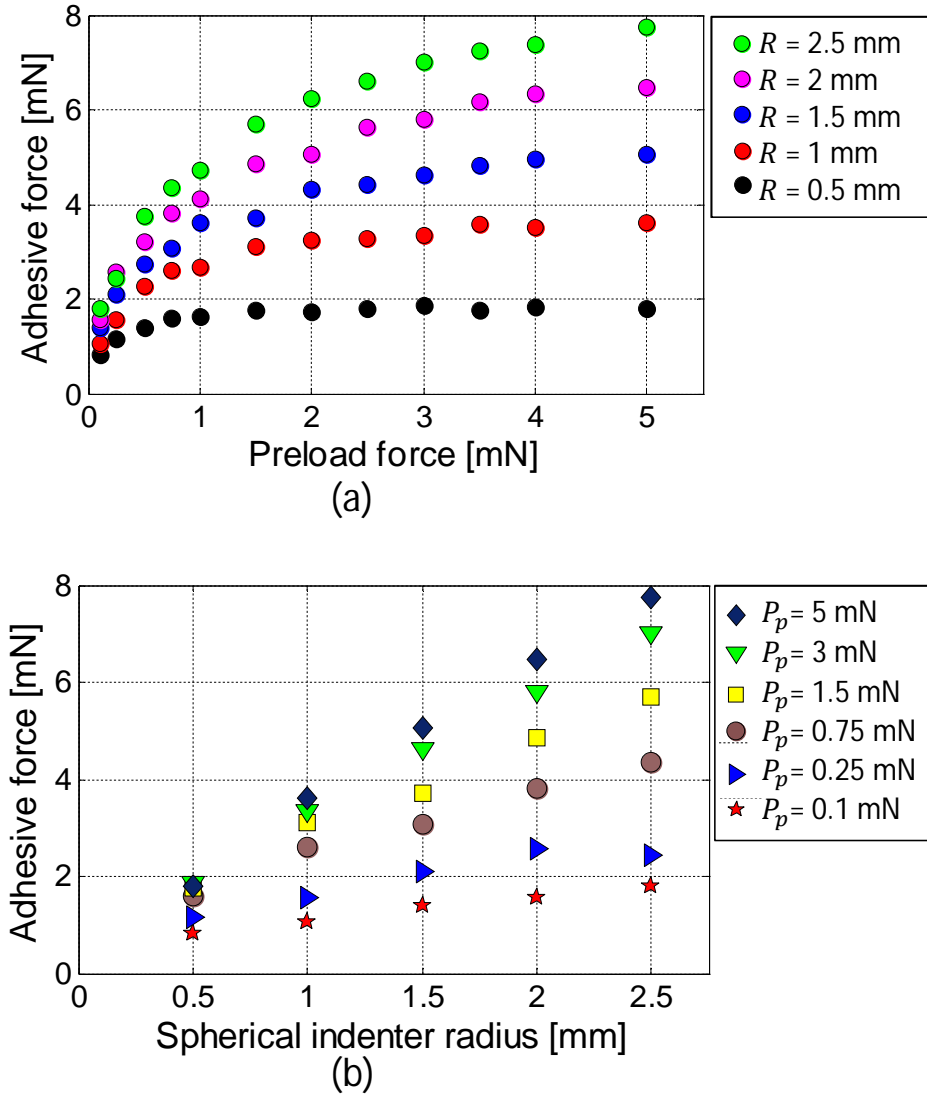 8
6
4
2
0
Adhesive force [mN]
0
1
2
3
4
5
Preload force [mN]
(a)
R = 2.5 mm
R = 2 mm
R = 1.5 mm
R = 1 mm
R = 0.5 mm
8
6
4
2
0
Adhesive force [mN]
0
0.5
1
1.5
2
2.5
Spherical indenter radius [mm]
(b)
Pₚ= 5 mN
Pₚ= 3 mN
Pₚ= 1.5 mN
Pₚ= 0.75 mN
Pₚ= 0.25 mN
Pₚ= 0.1 mN